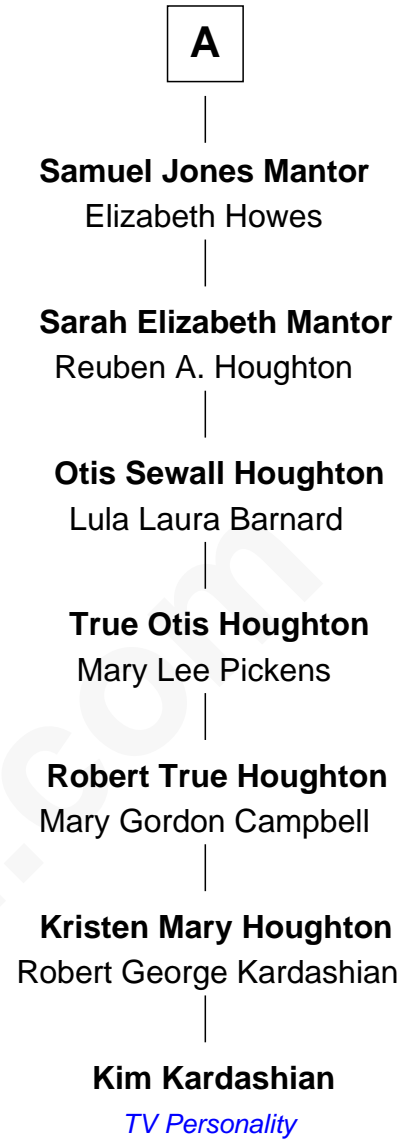 A
Samuel Jones Mantor
Elizabeth Howes
Sarah Elizabeth Mantor
Reuben A. Houghton
Otis Sewall Houghton
Lula Laura Barnard
True Otis Houghton
Mary Lee Pickens
Robert True Houghton
Mary Gordon Campbell
Kristen Mary Houghton
Robert George Kardashian
Kim Kardashian
TV Personality